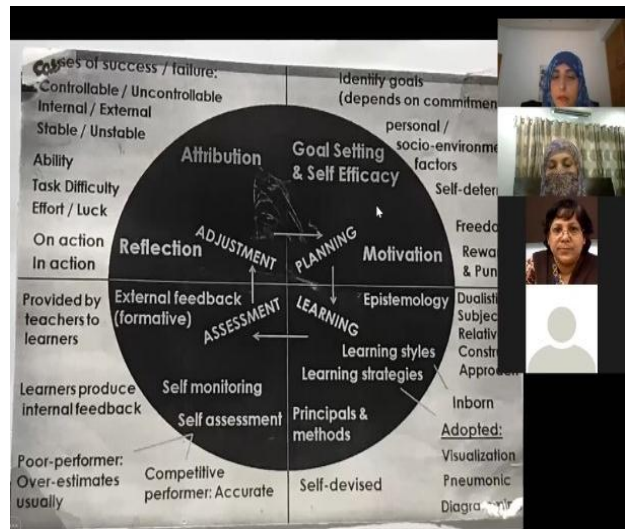 Causes of success / failure:
Controllable / Uncontrollable
Internal / External
Stable / Unstable
Ability
Task Difficulty
Effort / Luck
On action
In action
Attribution
Reflection
ADJUSTMENT
Identify goals
(depends on commitmen
personal /
socio-environme
factors
Self-deter
Freedo
Rewa
& Pun
Goal Setting
& Self Efficacy
PLANNING
Motivation
Provided by
teachers to
learners
Learners produce
internal feedback
Poor-performer:
Over-estimates
usually
Competitive
performer: Accurate
External feedback
(formative)
ASSESSMENT
Self monitoring
Self assessment
LEARNING
Epistemology
Learning styles
Learning strategies
Principals &
methods
Self-devised
Dualist
Subjec
Relativ
Constr
Approa
Inborn
Adopted:
Visualization
Pneumonic